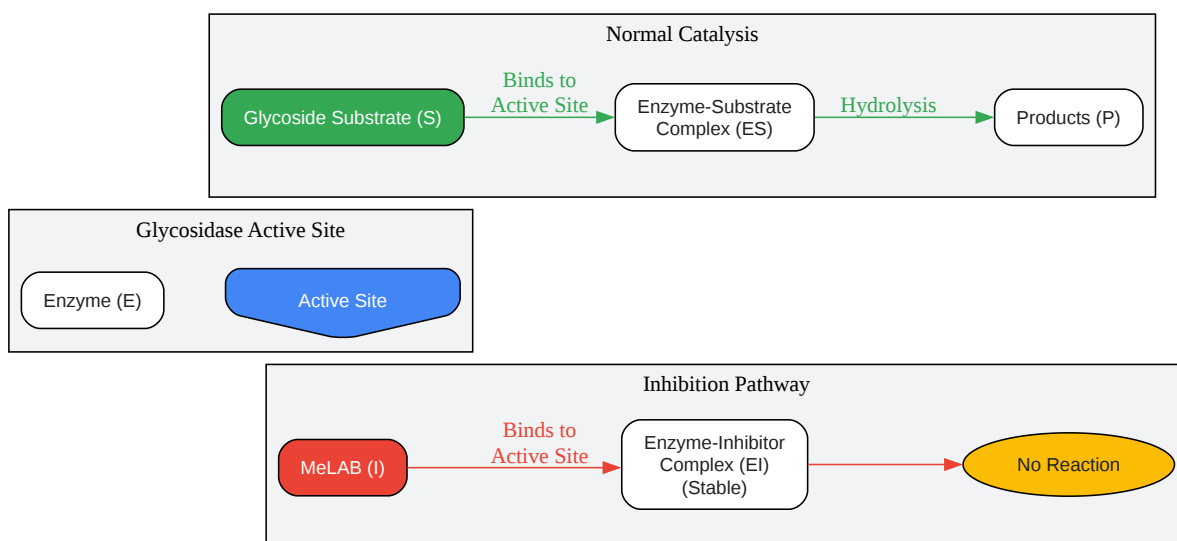 Normal Catalysis
Glycoside Substrate (S)
Binds to
Active Site
Enzyme-Substrate
Complex (ES)
Hydrolysis
Products (P)
Glycosidase Active Site
Enzyme (E)
Active Site
Inhibition Pathway
MeLAB (I)
Binds to
Active Site
Enzyme-Inhibitor
Complex (EI)
(Stable)
No Reaction